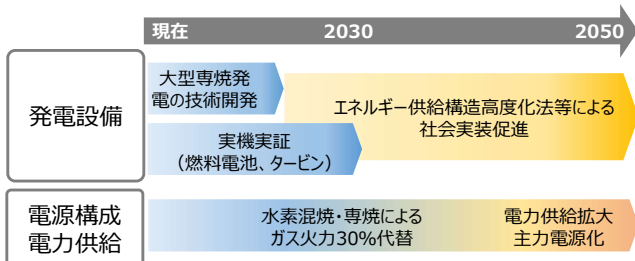 現在 2030 2050
発電設備
大型専焼発
電の技術開発
実機実証
（燃料電池、タービン）
エネルギー供給構造高度化法等による
社会実装促進
電源構成
電力供給
水素混焼・専焼による
ガス火力30%代替
電力供給拡大
主力電源化